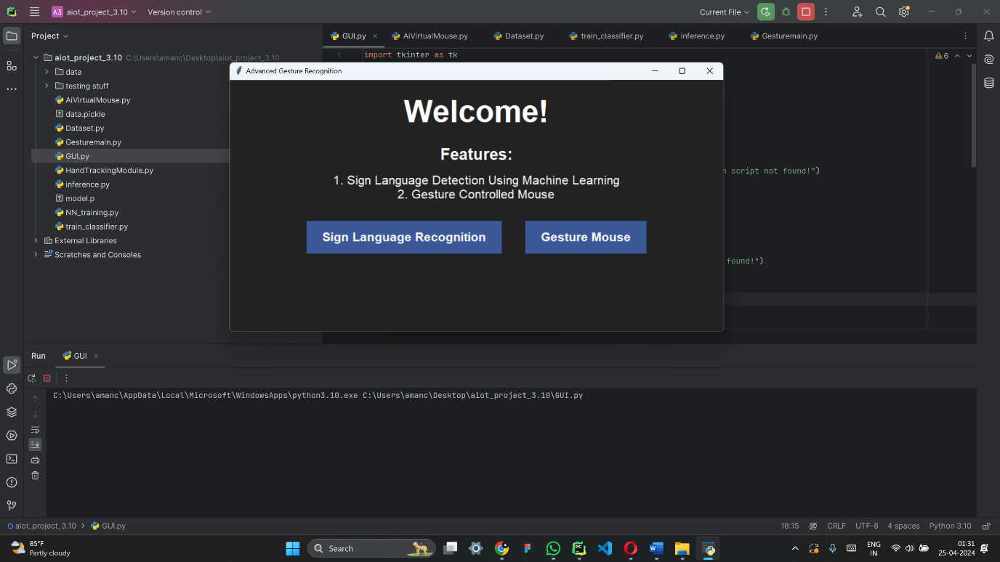 A3 aiot_project_3.10 Version control
Current File
Project
GUI.py AiVirtualMouse.py Dataset.py train_classifier.py inference.py Gesturemain.py
aiot_project_3.10 C:\Users\amanc\Desktop\aiot_project_3.10
data
testing stuff
AiVirtualMouse.py
data.pickle
Dataset.py
Gesturemain.py
GUI.py
HandTrackingModule.py
inference.py
model.p
NN_training.py
train_classifier.py
External Libraries
Scratches and Consoles
1 import tkinter as tk
6
script not found!")
found!")
Advanced Gesture Recognition
Welcome!
Features:
1. Sign Language Detection Using Machine Learning
2. Gesture Controlled Mouse
Sign Language Recognition Gesture Mouse
Run GUI
C:\Users\amanc\AppData\Local\Microsoft\WindowsApps\python3.10.exe C:\Users\amanc\Desktop\aiot_project_3.10\GUI.py
aiot_project_3.10 GUI.py
18:15 CRLF UTF-8 4 spaces Python 3.10
85°F
Partly cloudy
Search
ENG
IN
01:31
25-04-2024